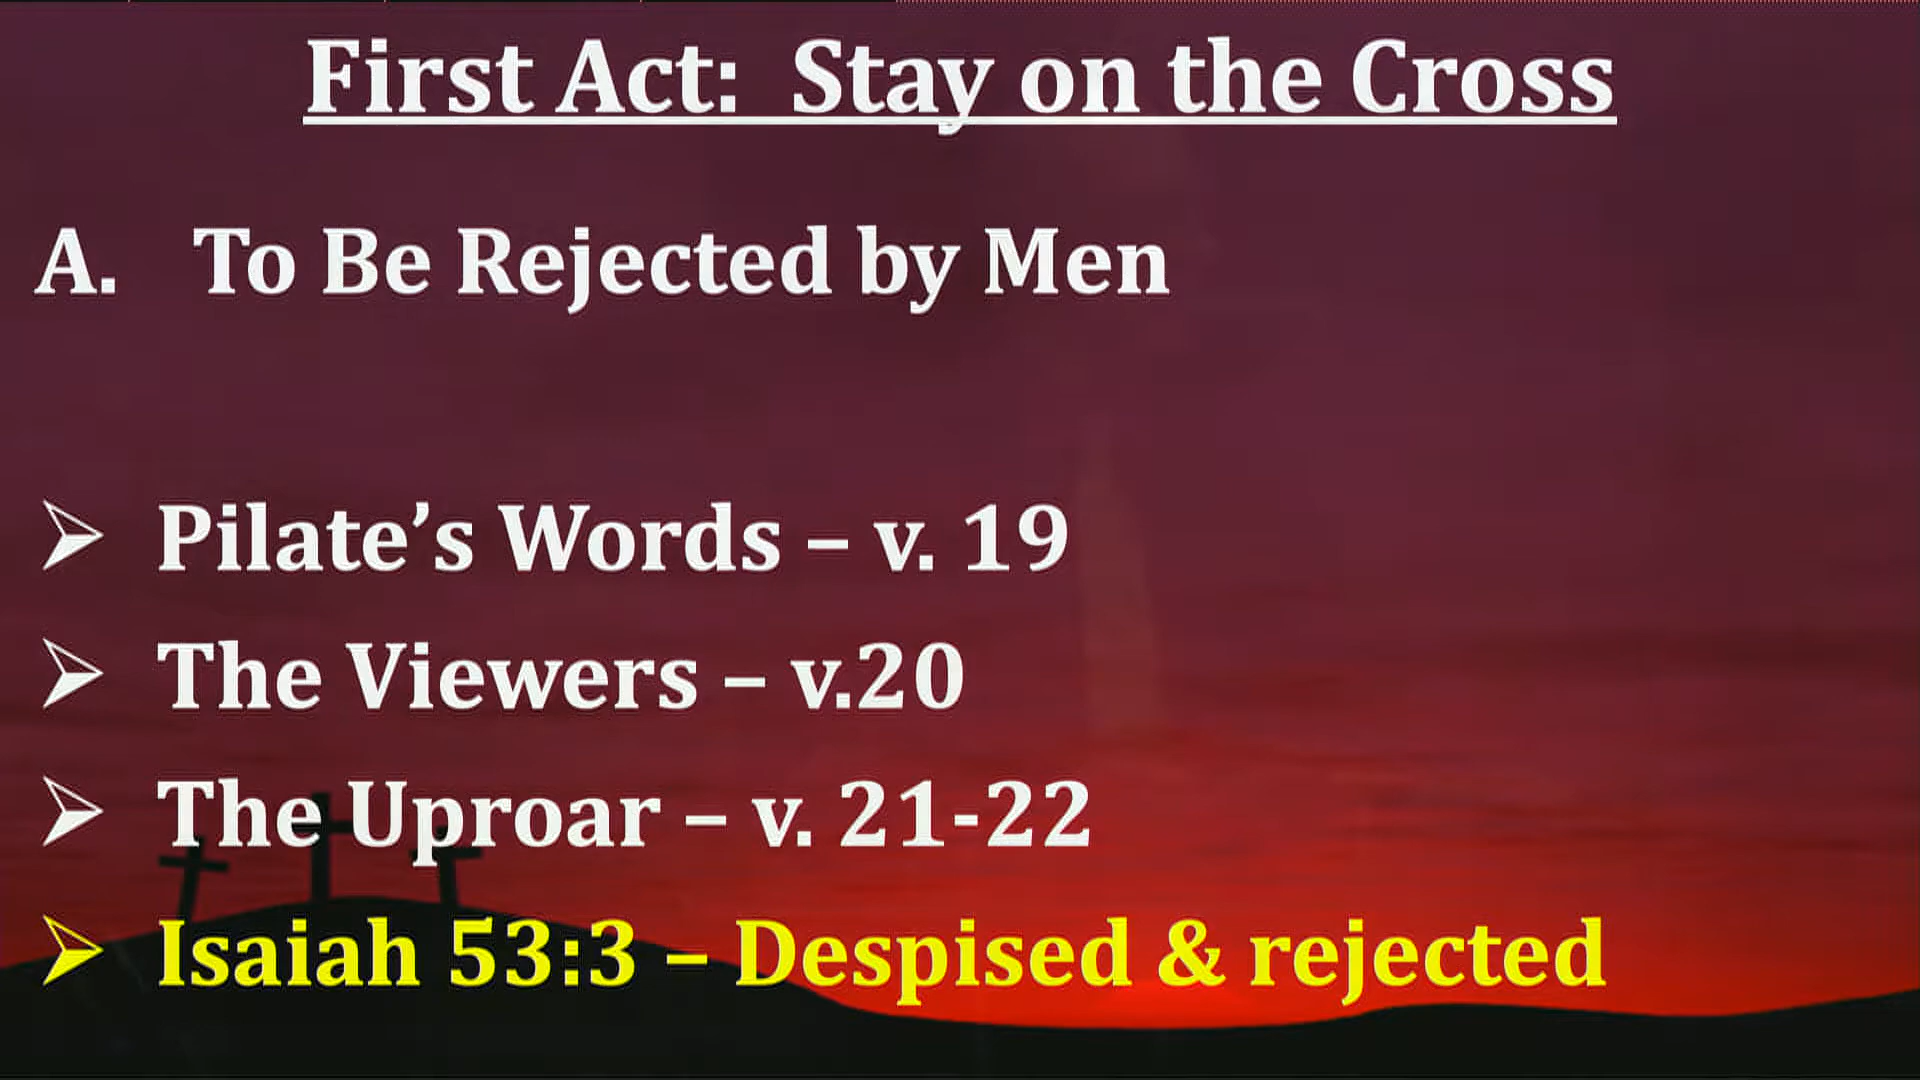 First Act:  Stay on the Cross
A. To Be Rejected by Men
➢ Pilate’s Words – v. 19
➢ The Viewers – v.20
➢ The Uproar – v. 21-22
➢ Isaiah 53:3 – Despised & rejected